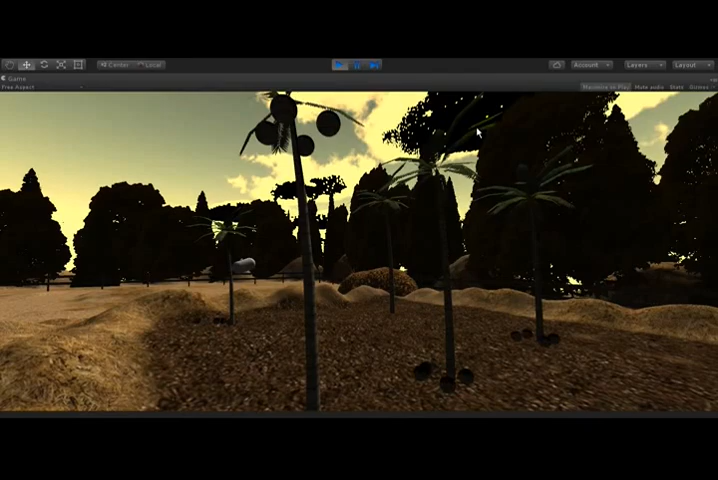 Center Local Account Layers Layout
Game
Free Aspect Maximize on Play Mute audio Stats Gizmos